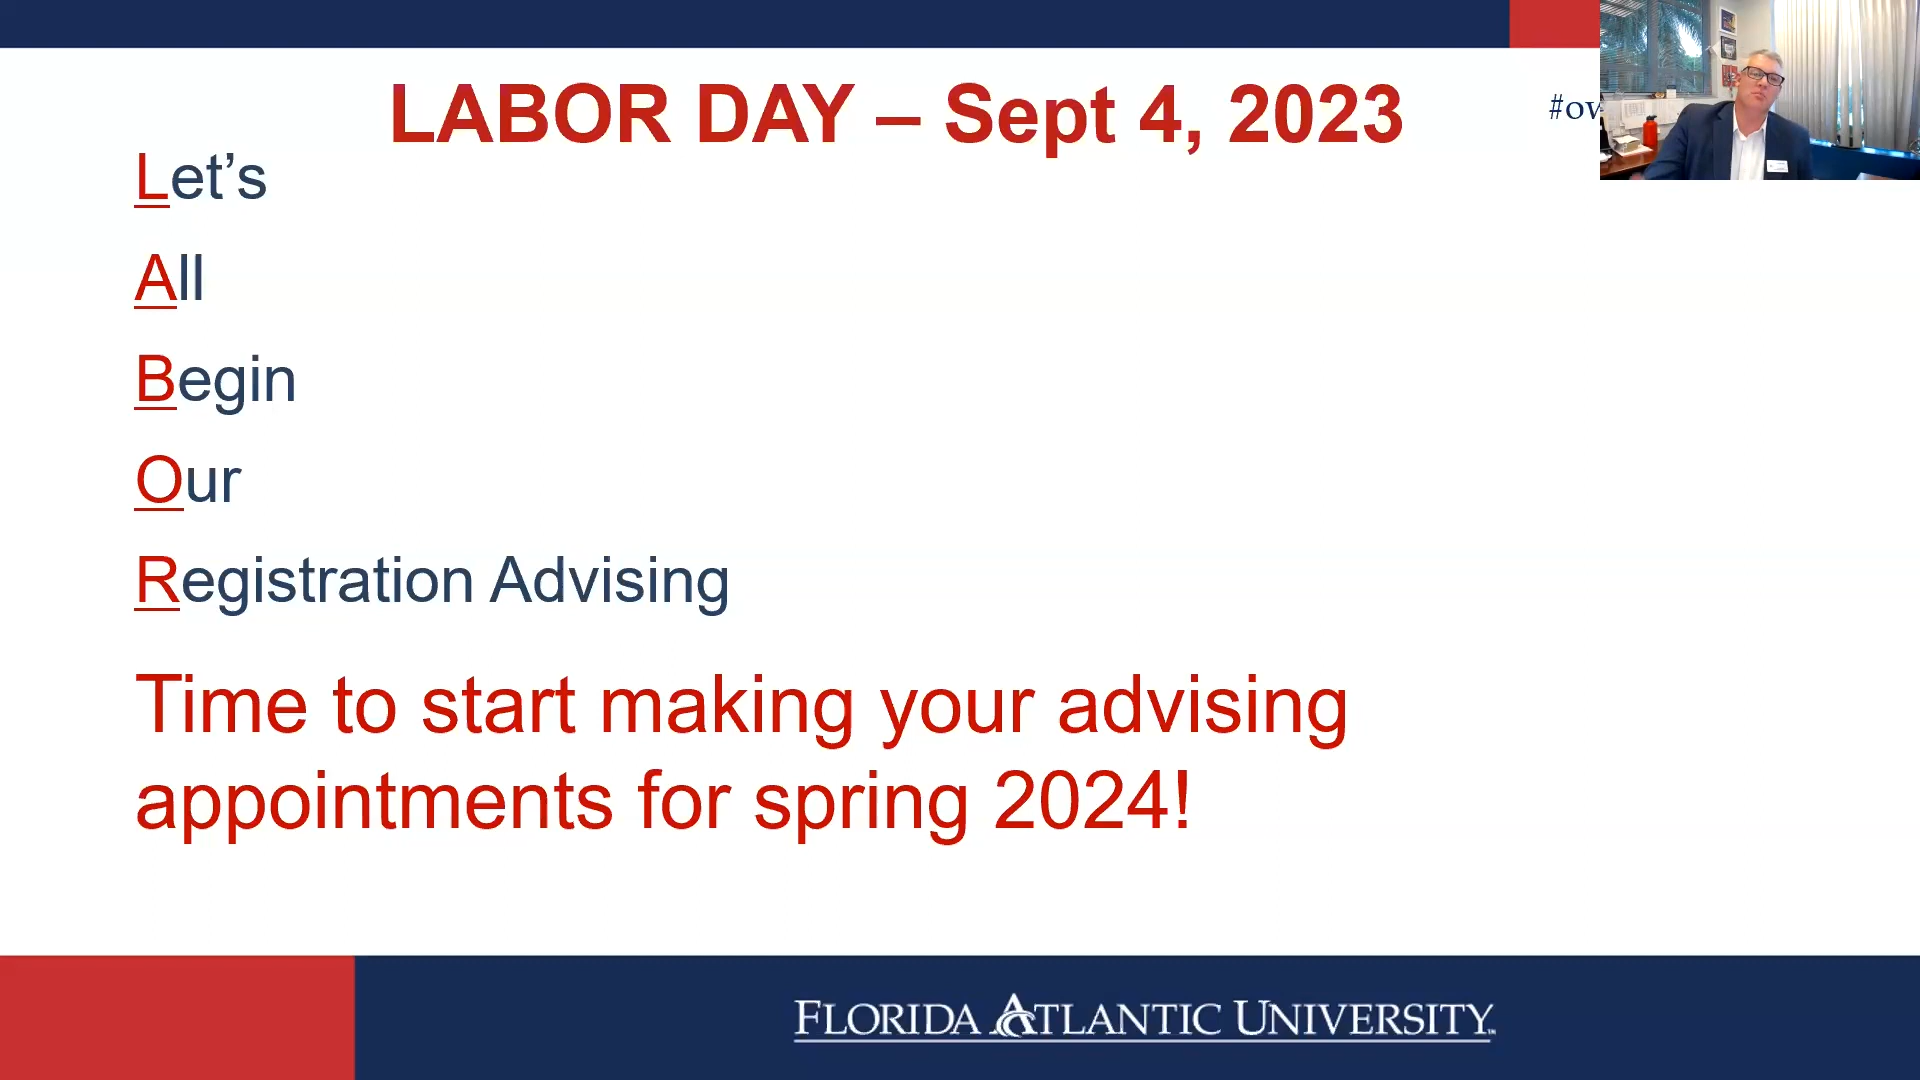 LABOR DAY – Sept 4, 2023
Let’s
All
Begin
Our
Registration Advising
Time to start making your advising
appointments for spring 2024!
FLORIDA ATLANTIC UNIVERSITY